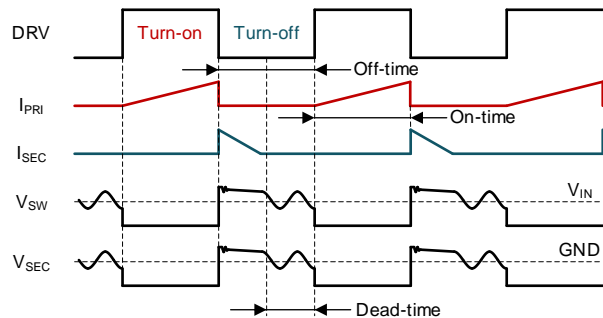 DRV
Turn-on
Turn-off
Off-time
IPRI
On-time
ISEC
VSW
VIN
VSEC
GND
Dead-time